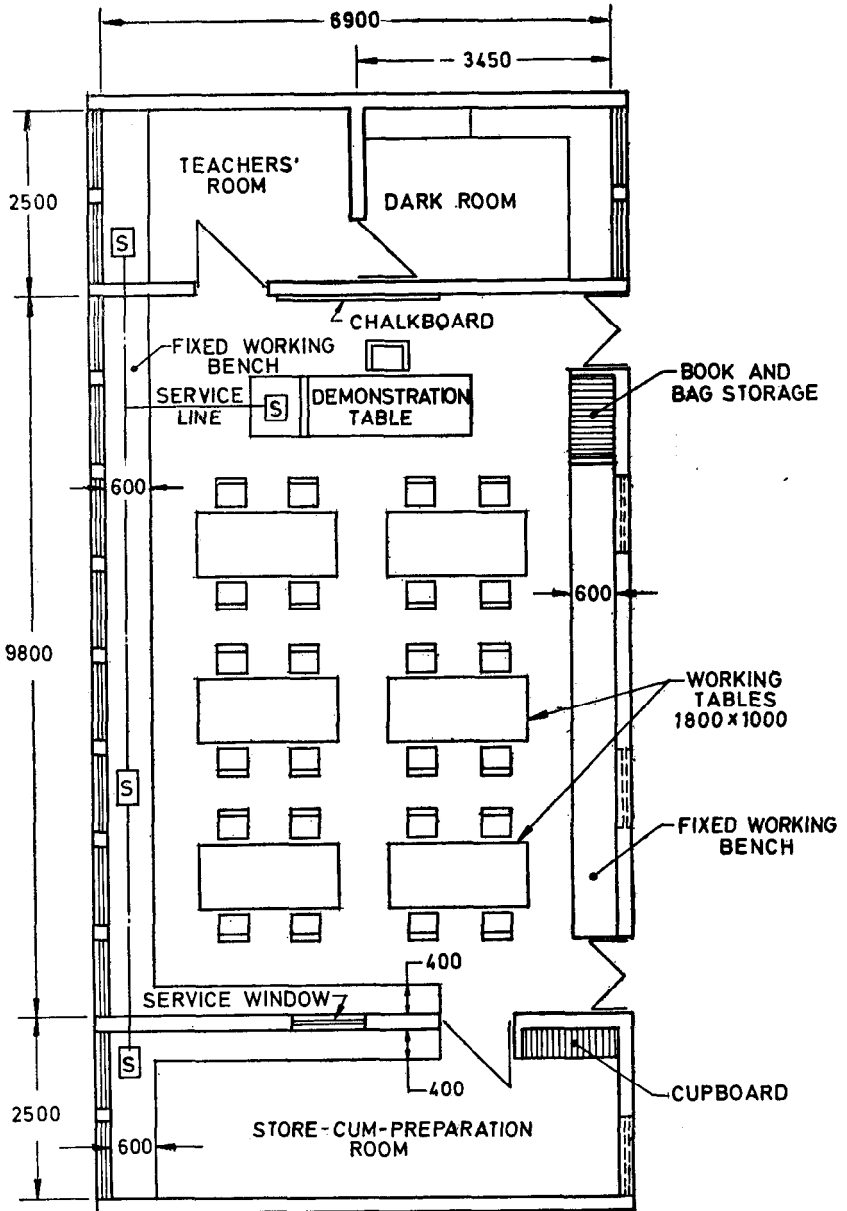 6900
3450
TEACHERS'
ROOM
DARK ROOM
2500
S
CHALKBOARD
FIXED WORKING
BENCH
BOOK AND
BAG STORAGE
SERVICE
LINE
S
DEMONSTRATION
TABLE
600
600
9800
WORKING
TABLES
1800 X 1000
S
FIXED WORKING
BENCH
400
SERVICE WINDOW
S
400
CUPBOARD
2500
STORE-CUM-PREPARATION
ROOM
600